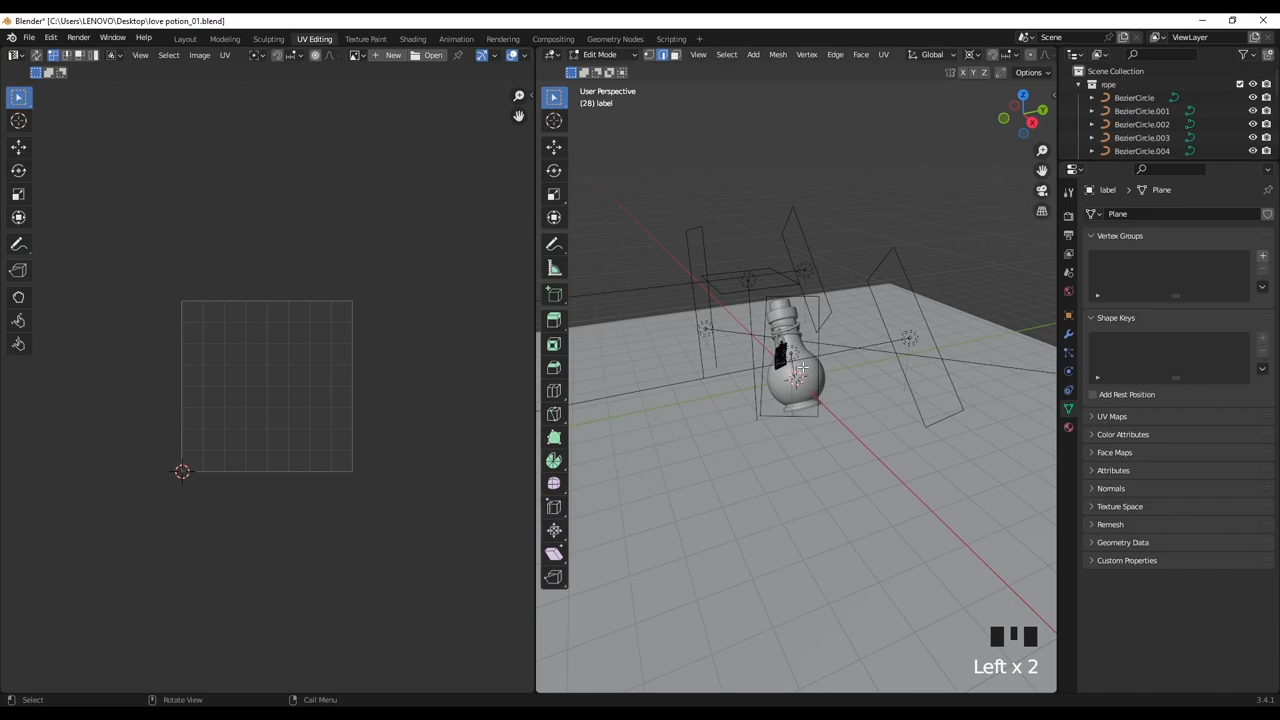 Blender* [C:\Users\LENOVO\Desktop\love potion_01.blend]
File Edit Render Window Help Layout Modeling Sculpting UV Editing Texture Paint Shading Animation Rendering Compositing Geometry Nodes Scripting Scene ViewLayer
View Select Image UV New Open Edit Mode View Select Add Mesh Vertex Edge Face UV Global
X Y Z Options
Scene Collection
rope
BezierCircle
BezierCircle.001
BezierCircle.002
BezierCircle.003
BezierCircle.004
User Perspective
(28) label
Z
Y
X
label Plane
Plane
Vertex Groups
Shape Keys
Add Rest Position
UV Maps
Color Attributes
Face Maps
Attributes
Normals
Texture Space
Remesh
Geometry Data
Custom Properties
Left x 2
Select Rotate View Call Menu 3.4.1